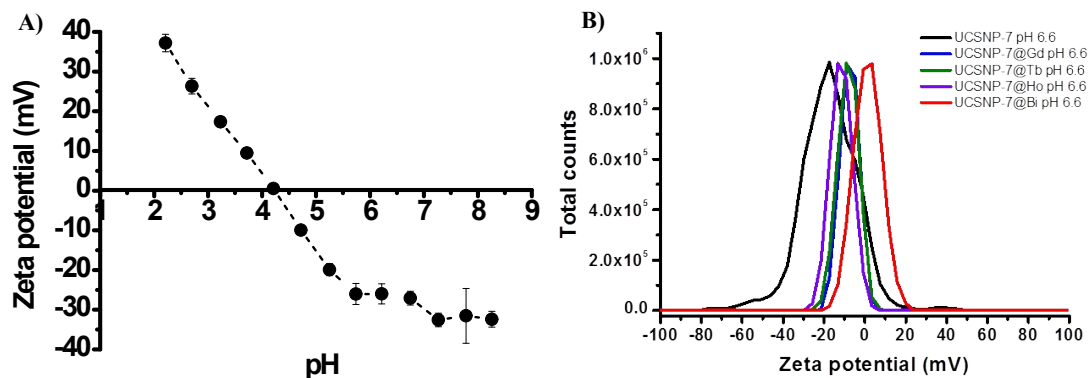 A)
40
30
20
10
0
-10
-20
-30
-40
1 2 3 4 5 6 7 8 9
Zeta potential (mV)
pH
B)
UCSNP-7 pH 6.6
UCSNP-7@Gd pH 6.6
UCSNP-7@Tb pH 6.6
UCSNP-7@Ho pH 6.6
UCSNP-7@Bi pH 6.6
1.0x10⁶
8.0x10⁵
6.0x10⁵
4.0x10⁵
2.0x10⁵
0.0
Total counts
-100 -80 -60 -40 -20 0 20 40 60 80 100
Zeta potential (mV)